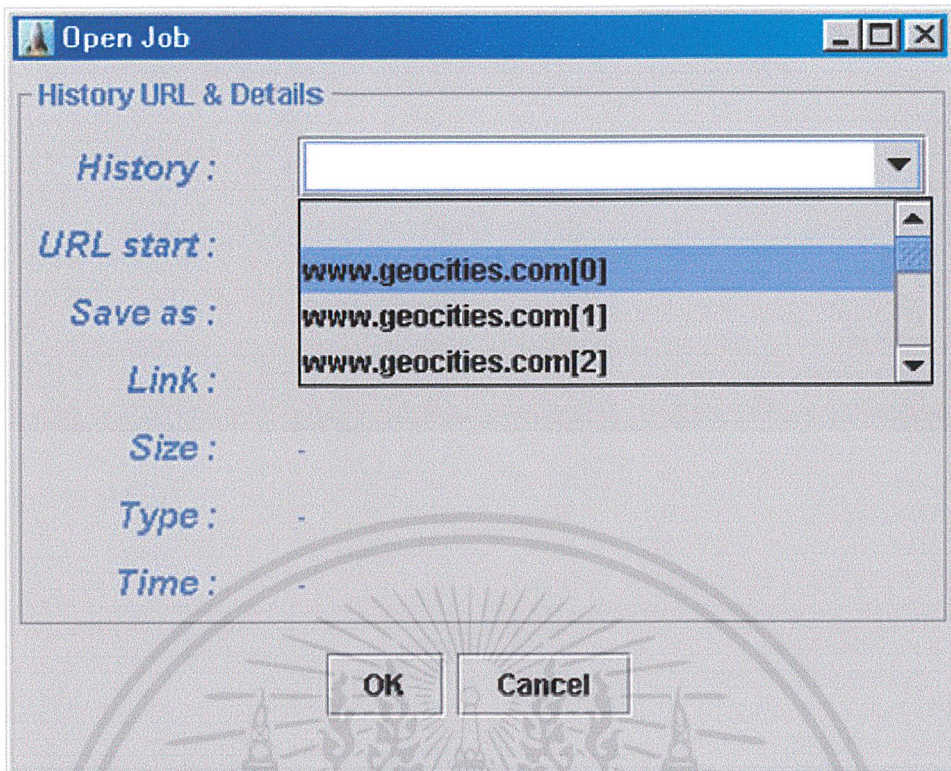 Open Job
History URL & Details
History :
URL start :
www.geocities.com[0]
Save as :
www.geocities.com[1]
www.geocities.com[2]
Link :
Size : -
Type : -
Time : -
OK Cancel